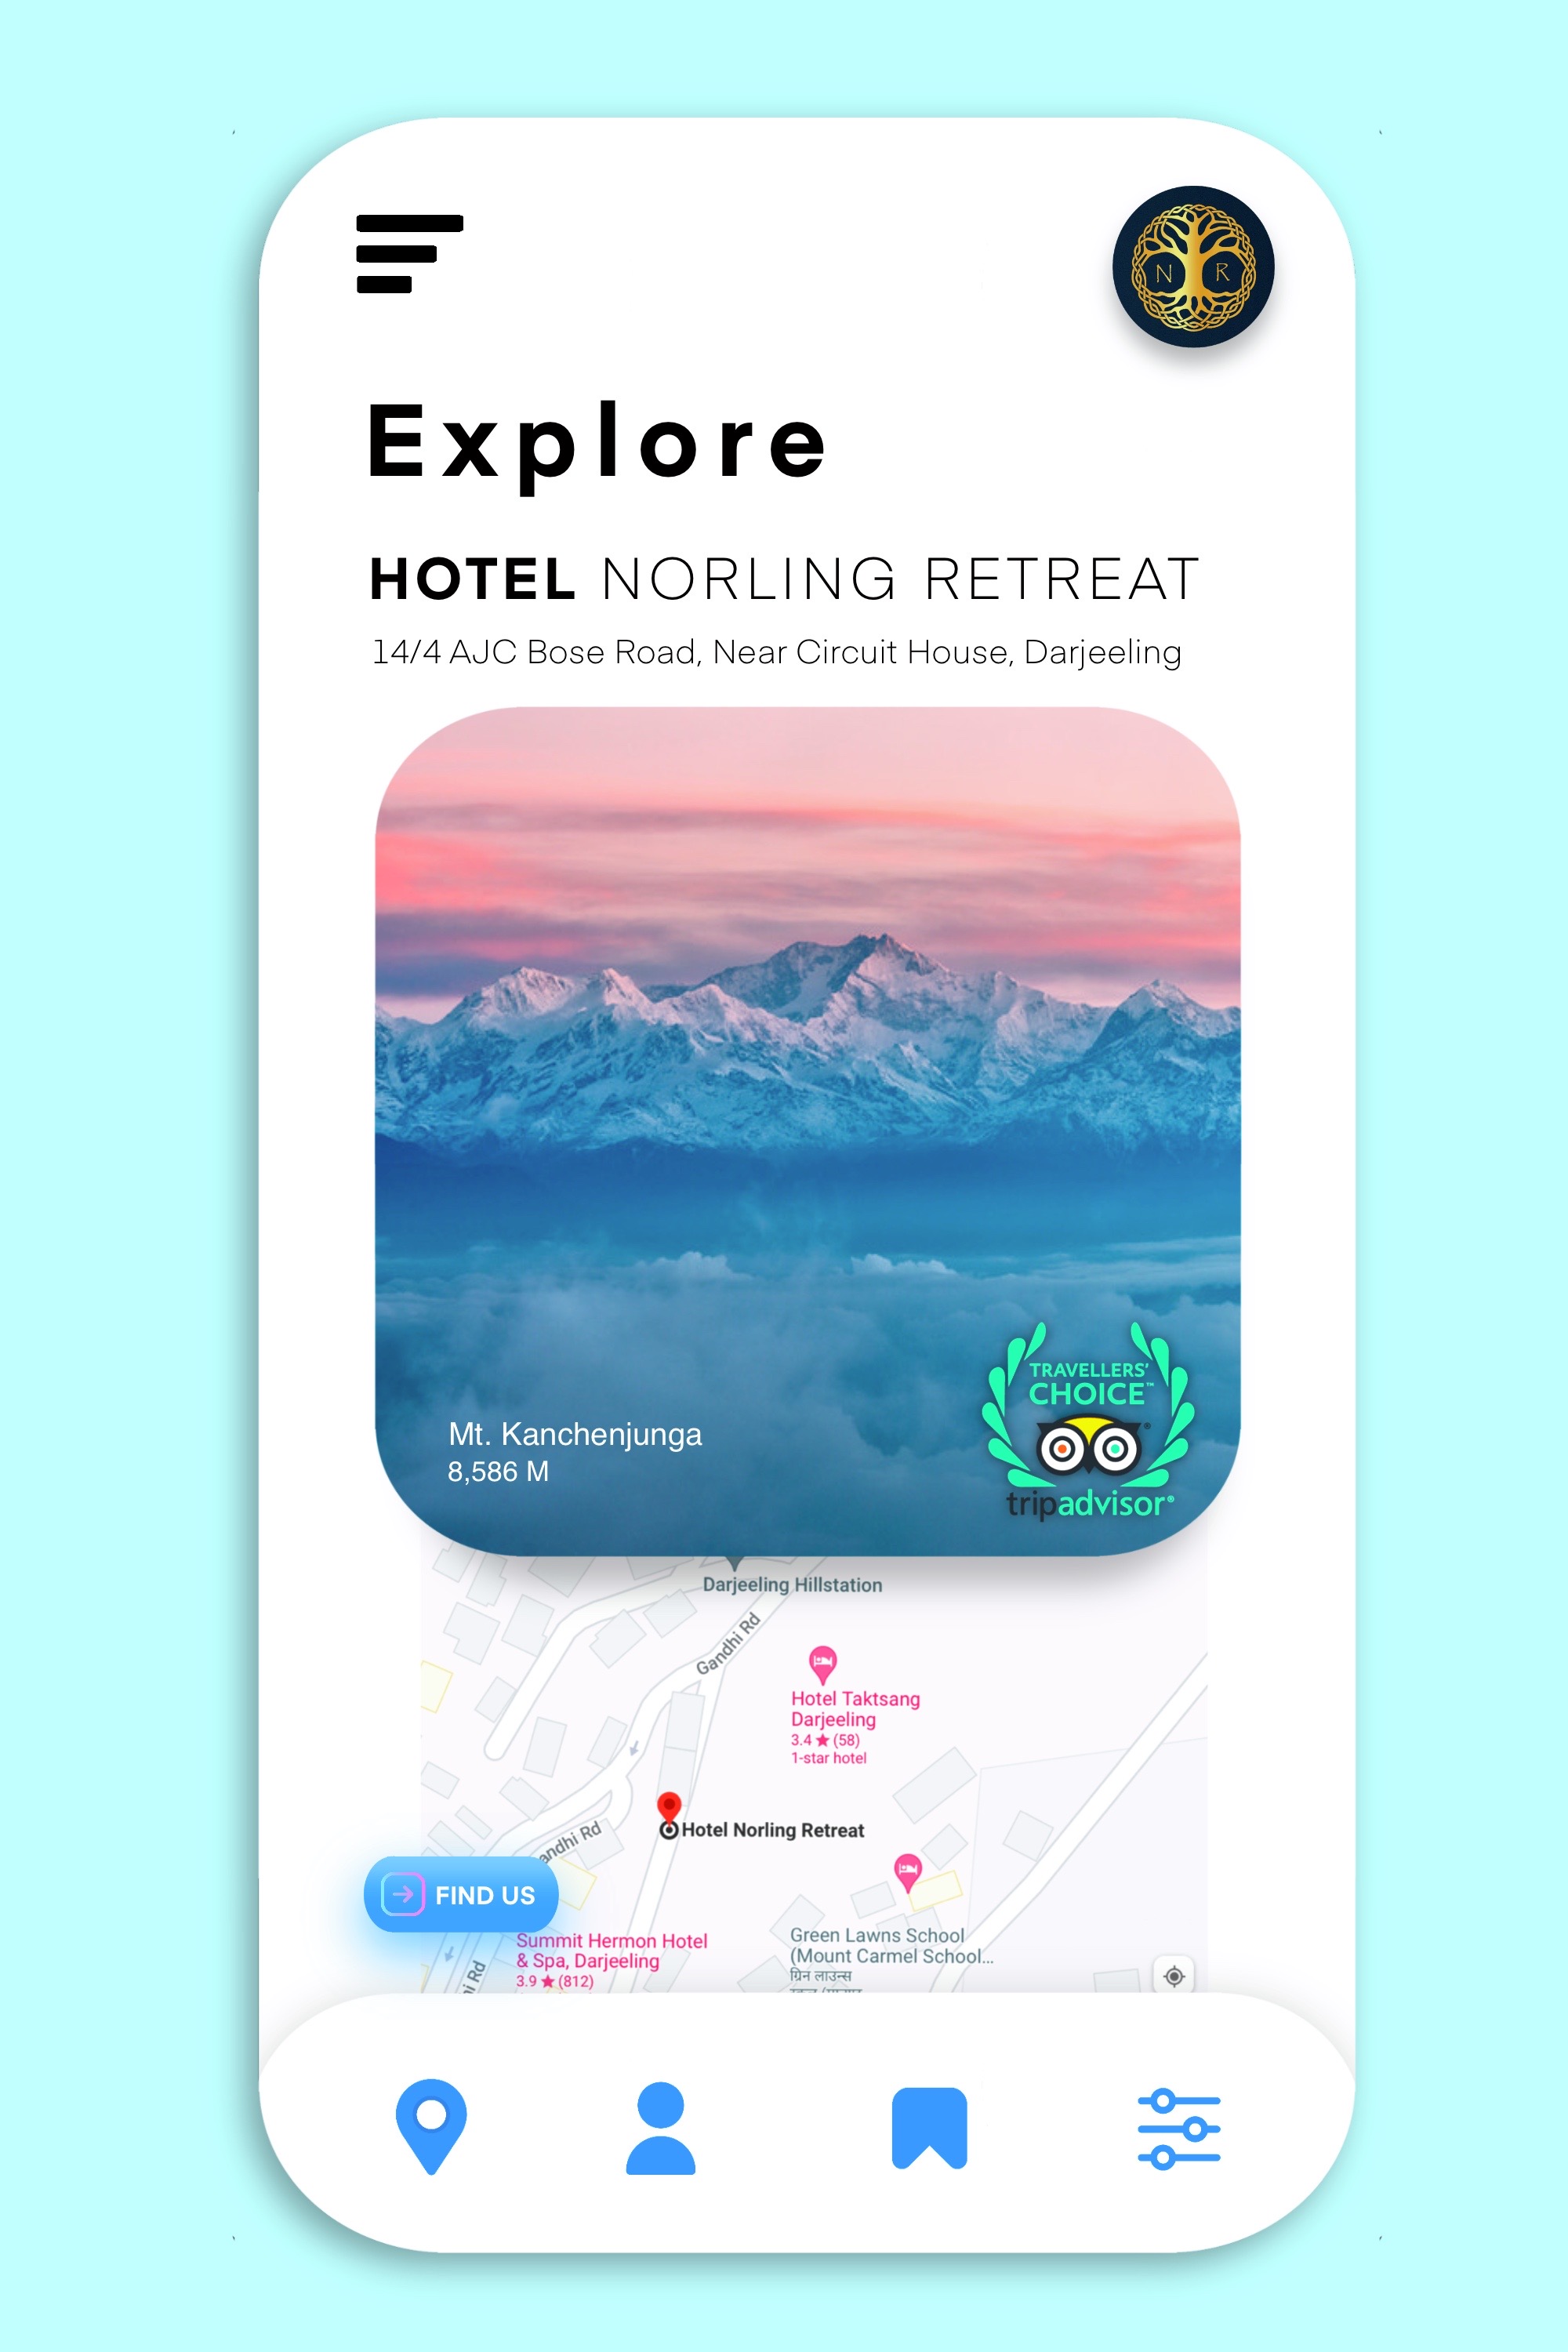 N R
Explore
HOTEL NORLING RETREAT
14/4 AJC Bose Road, Near Circuit House, Darjeeling
TRAVELLERS'
CHOICE™
Mt. Kanchenjunga
8,586 M
tripadvisor®
Darjeeling Hillstation
Gandhi Rd
Hotel Taktsang
Darjeeling
3.4 ★ (58)
1-star hotel
Hotel Norling Retreat
andhi Rd
FIND US
Summit Hermon Hotel
& Spa, Darjeeling
3.9 ★ (812)
Green Lawns School
(Mount Carmel School...
ग्रिन लाउन्स
Rd